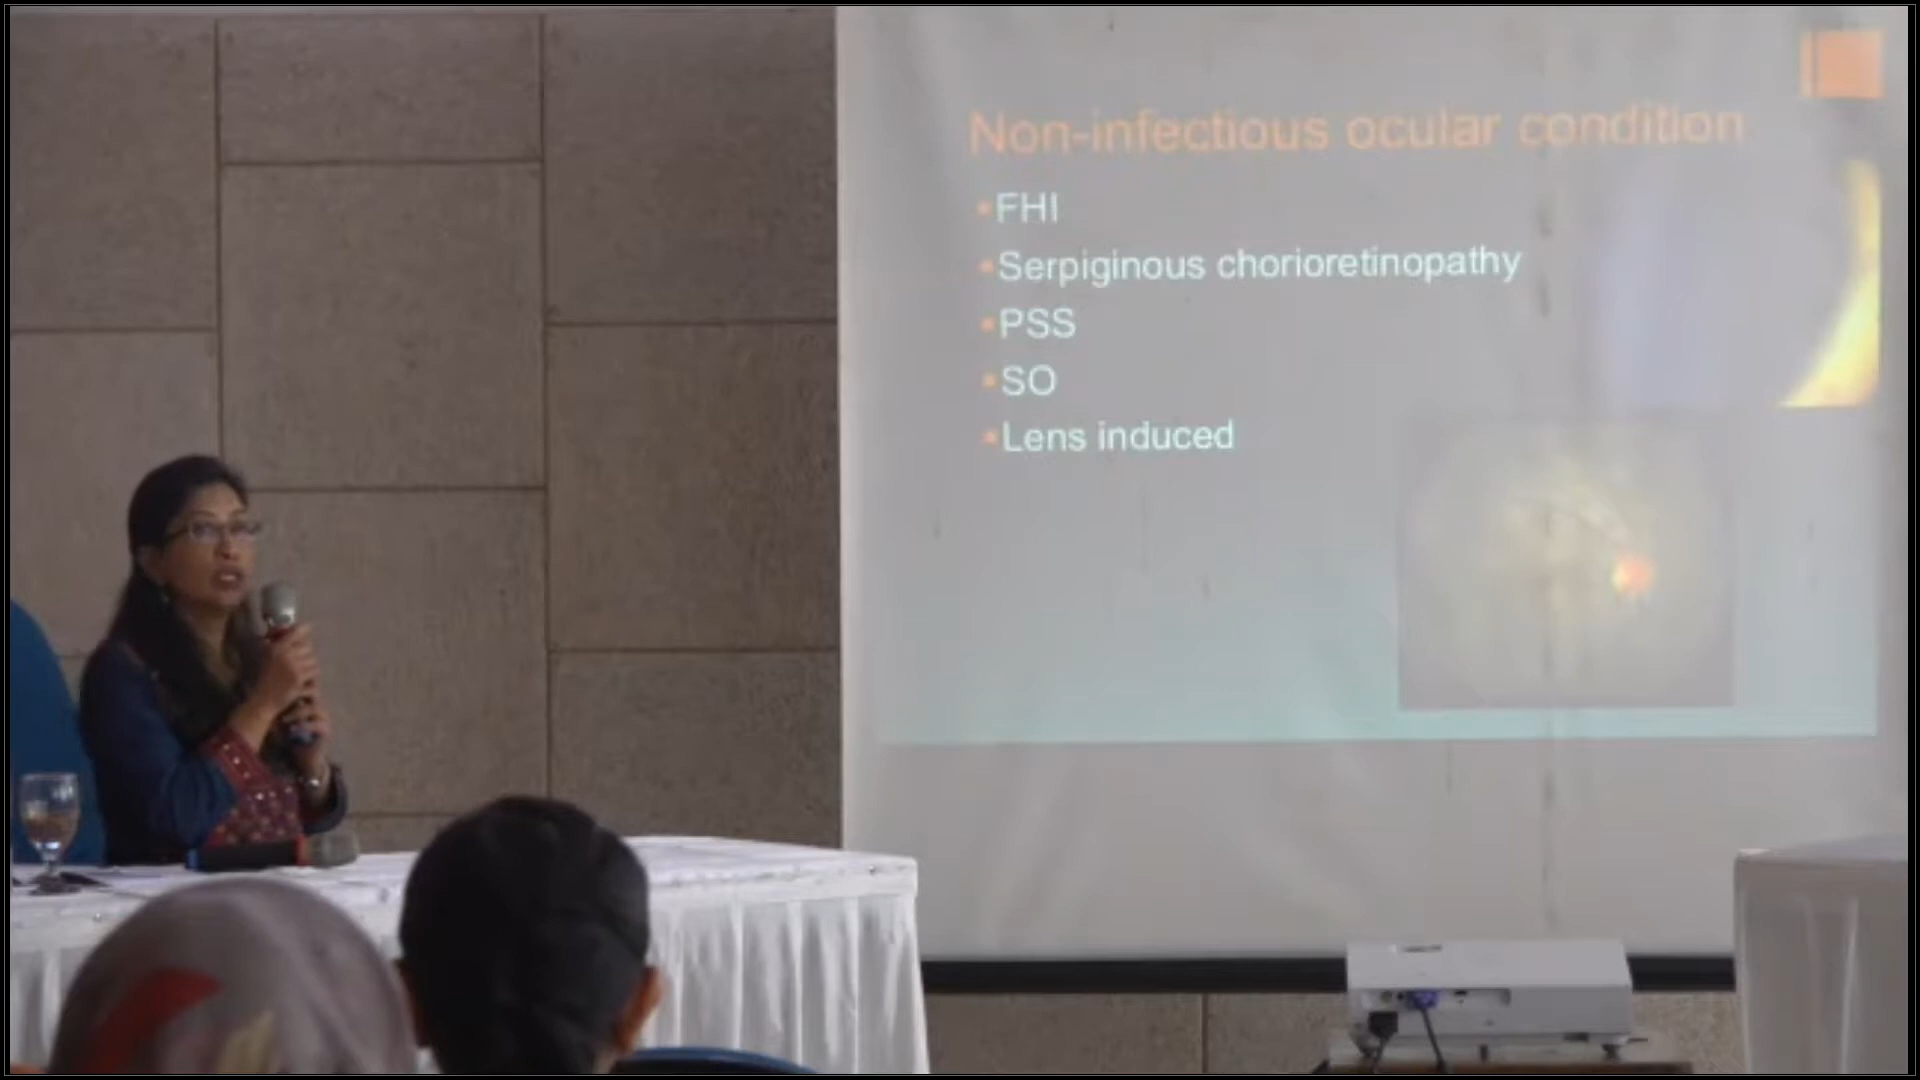 Non-infectious ocular condition
▪FHI
▪Serpiginous chorioretinopathy
▪PSS
▪SO
▪Lens induced